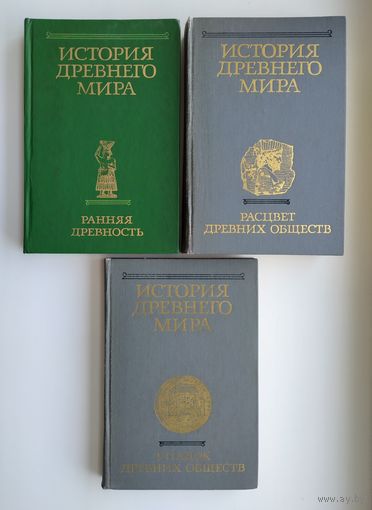 ИСТОРИЯ
ДРЕВНЕГО
МИРА
РАННЯЯ
ДРЕВНОСТЬ
ИСТОРИЯ
ДРЕВНЕГО
МИРА
РАСЦВЕТ
ДРЕВНИХ ОБЩЕСТВ
ИСТОРИЯ
ДРЕВНЕГО
МИРА
УПАДОК
ДРЕВНИХ ОБЩЕСТВ
www.ay.by